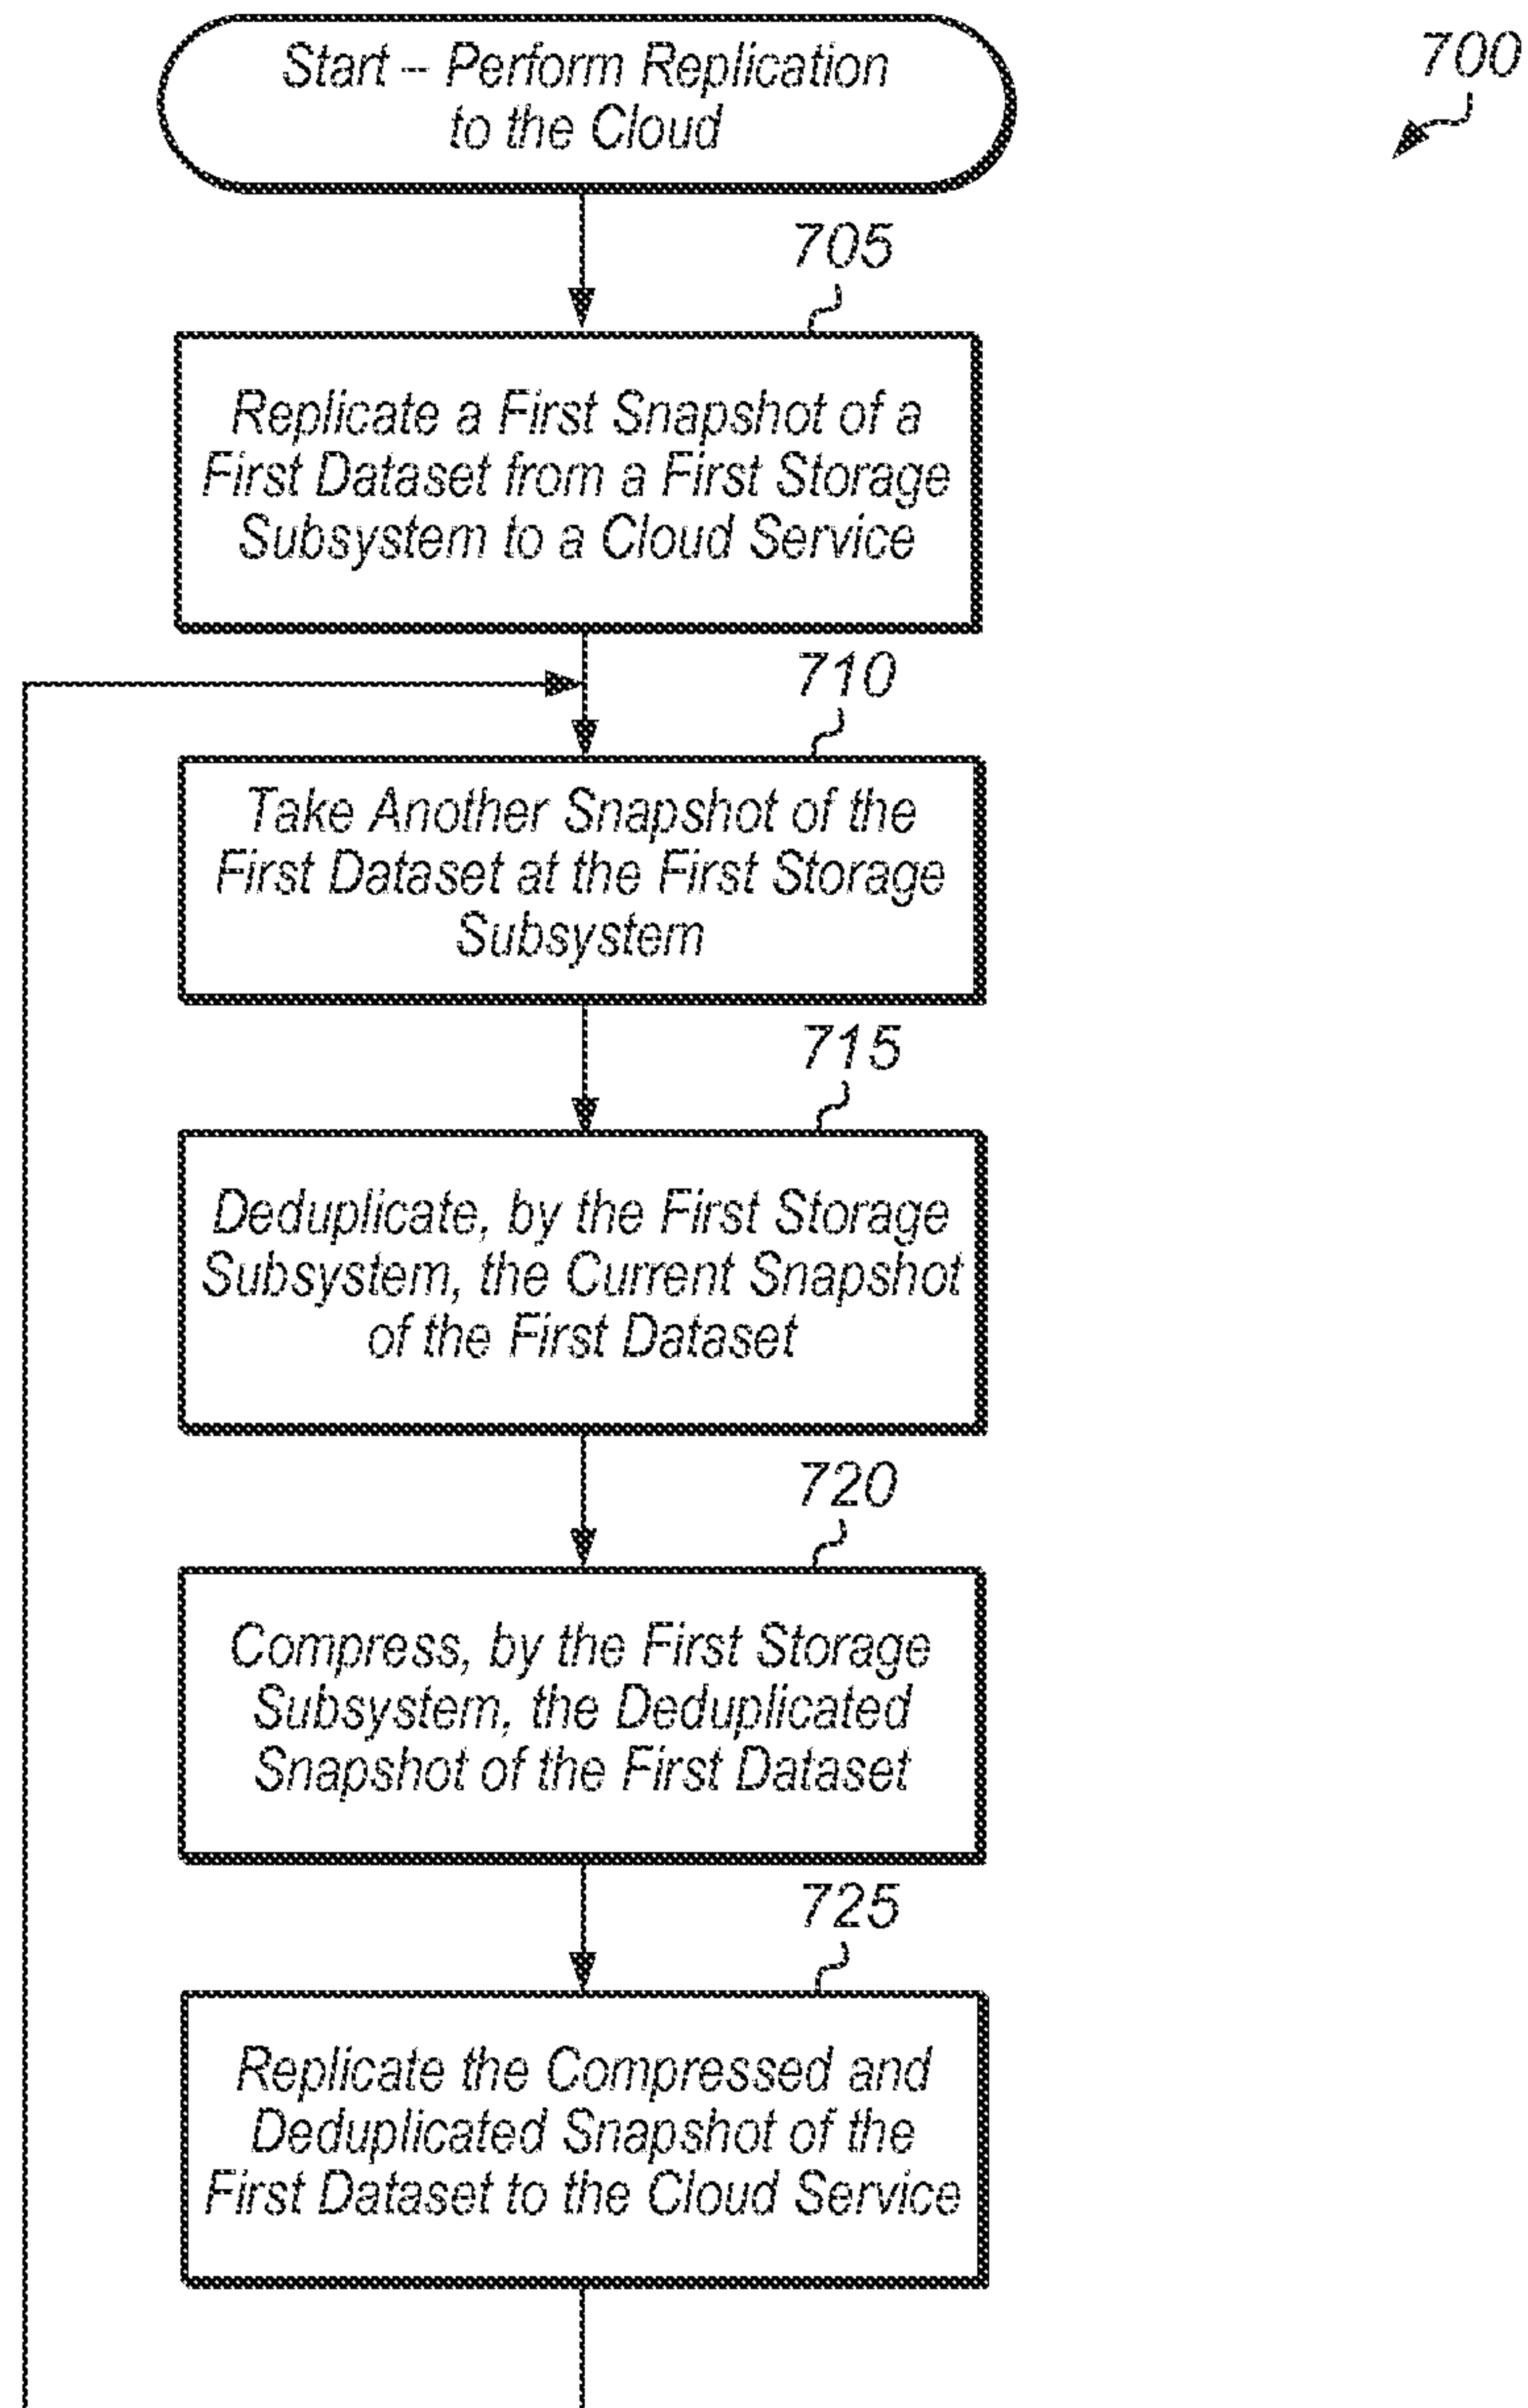 Start – Perform Replication
to the Cloud
700
705
Replicate a First Snapshot of a
First Dataset from a First Storage
Subsystem to a Cloud Service
710
Take Another Snapshot of the
First Dataset at the First Storage
Subsystem
715
Deduplicate, by the First Storage
Subsystem, the Current Snapshot
of the First Dataset
720
Compress, by the First Storage
Subsystem, the Deduplicated
Snapshot of the First Dataset
725
Replicate the Compressed and
Deduplicated Snapshot of the
First Dataset to the Cloud Service